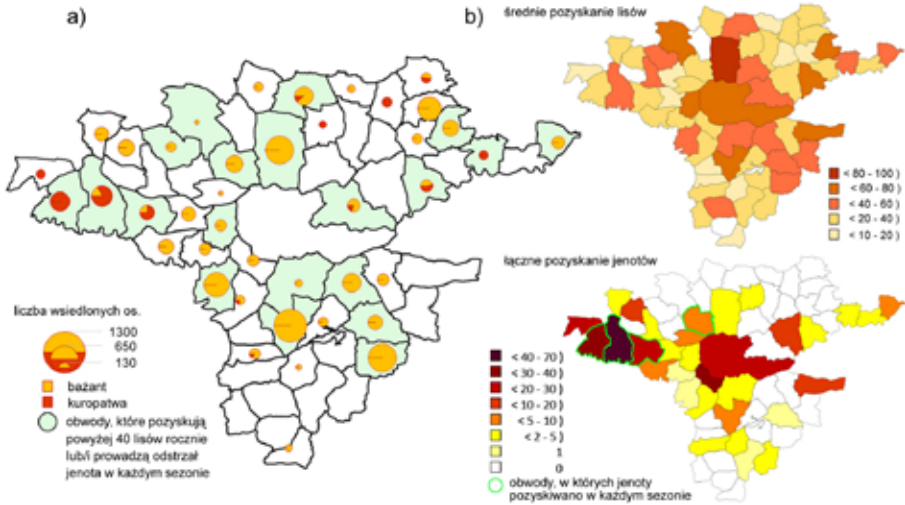 a)
liczba wsiedlonych os.
1300
650
130
bażant
kuropatwa
obwody, które pozyskują
powyżej 40 lisów rocznie
lub/i prowadzą odstrzał
jenota w każdym sezonie
b)
średnie pozyskanie lisów
< 80 - 100 )
< 60 - 80 )
< 40 - 60 )
< 20 - 40 )
< 10 - 20 )
łączne pozyskanie jenotów
< 40 - 70 )
< 30 - 40 )
< 20 - 30 )
< 10 - 20 )
< 5 - 10 )
< 2 - 5 )
1
0
obwody, w których jenoty
pozyskiwano w każdym sezonie